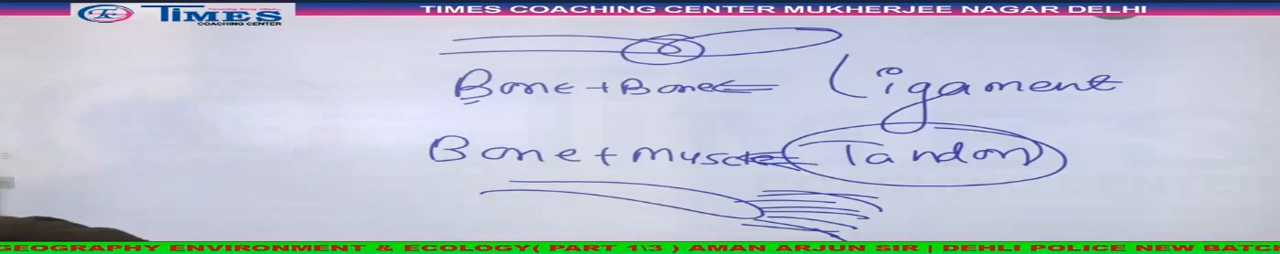 TIMES
COACHING CENTER
TIMES COACHING CENTER MUKHERJEE NAGAR DELHI
Bone + Bone = Ligament
Bone + muscle = Tandon
GEOGRAPHY ENVIRONMENT & ECOLOGY( PART 1\3 ) AMAN ARJUN SIR | DEHLI POLICE NEW BATCH